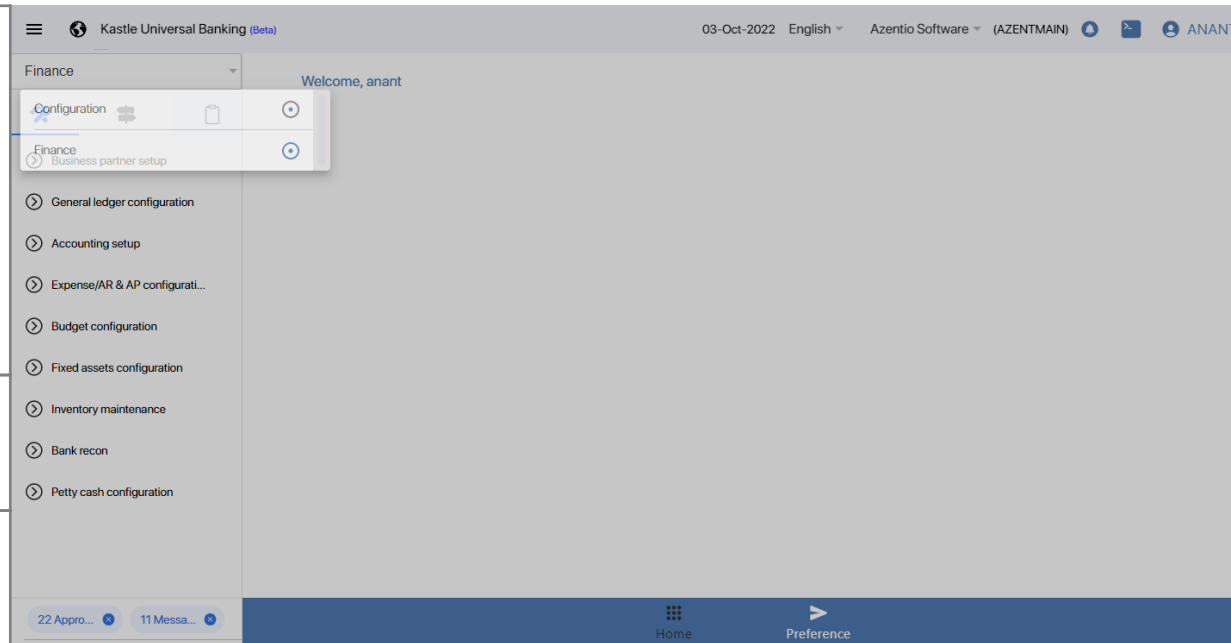 Kastle Universal Banking (Beta)
03-Oct-2022 English Azentio Software (AZENTMAIN) ANANT
Finance
Welcome, anant
Configuration
Finance
Business partner setup
General ledger configuration
Accounting setup
Expense/AR & AP configurati...
Budget configuration
Fixed assets configuration
Inventory maintenance
Bank recon
Petty cash configuration
22 Appro... 11 Messa...
Home Preference